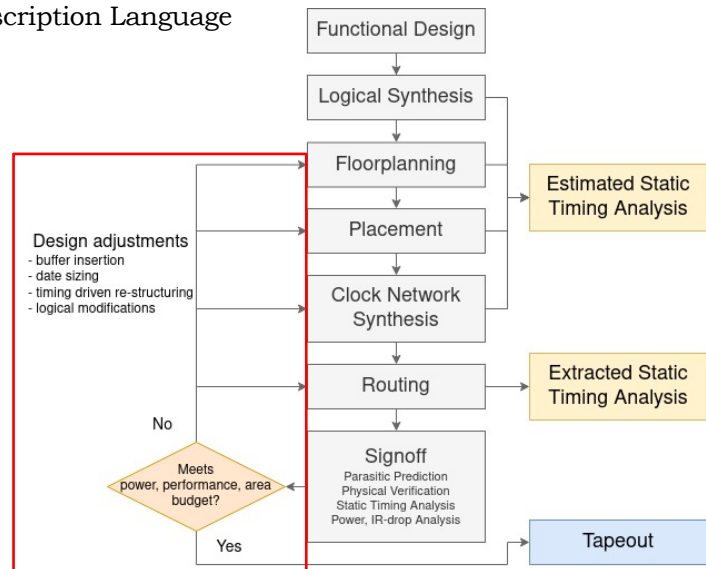 scription Language
Functional Design
Logical Synthesis
Floorplanning
Estimated Static
Timing Analysis
Placement
Design adjustments
- buffer insertion
- date sizing
- timing driven re-structuring
- logical modifications
Clock Network
Synthesis
Routing
Extracted Static
Timing Analysis
No
Signoff
Parasitic Prediction
Physical Verification
Static Timing Analysis
Power, IR-drop Analysis
Meets
power, performance, area
budget?
Yes
Tapeout